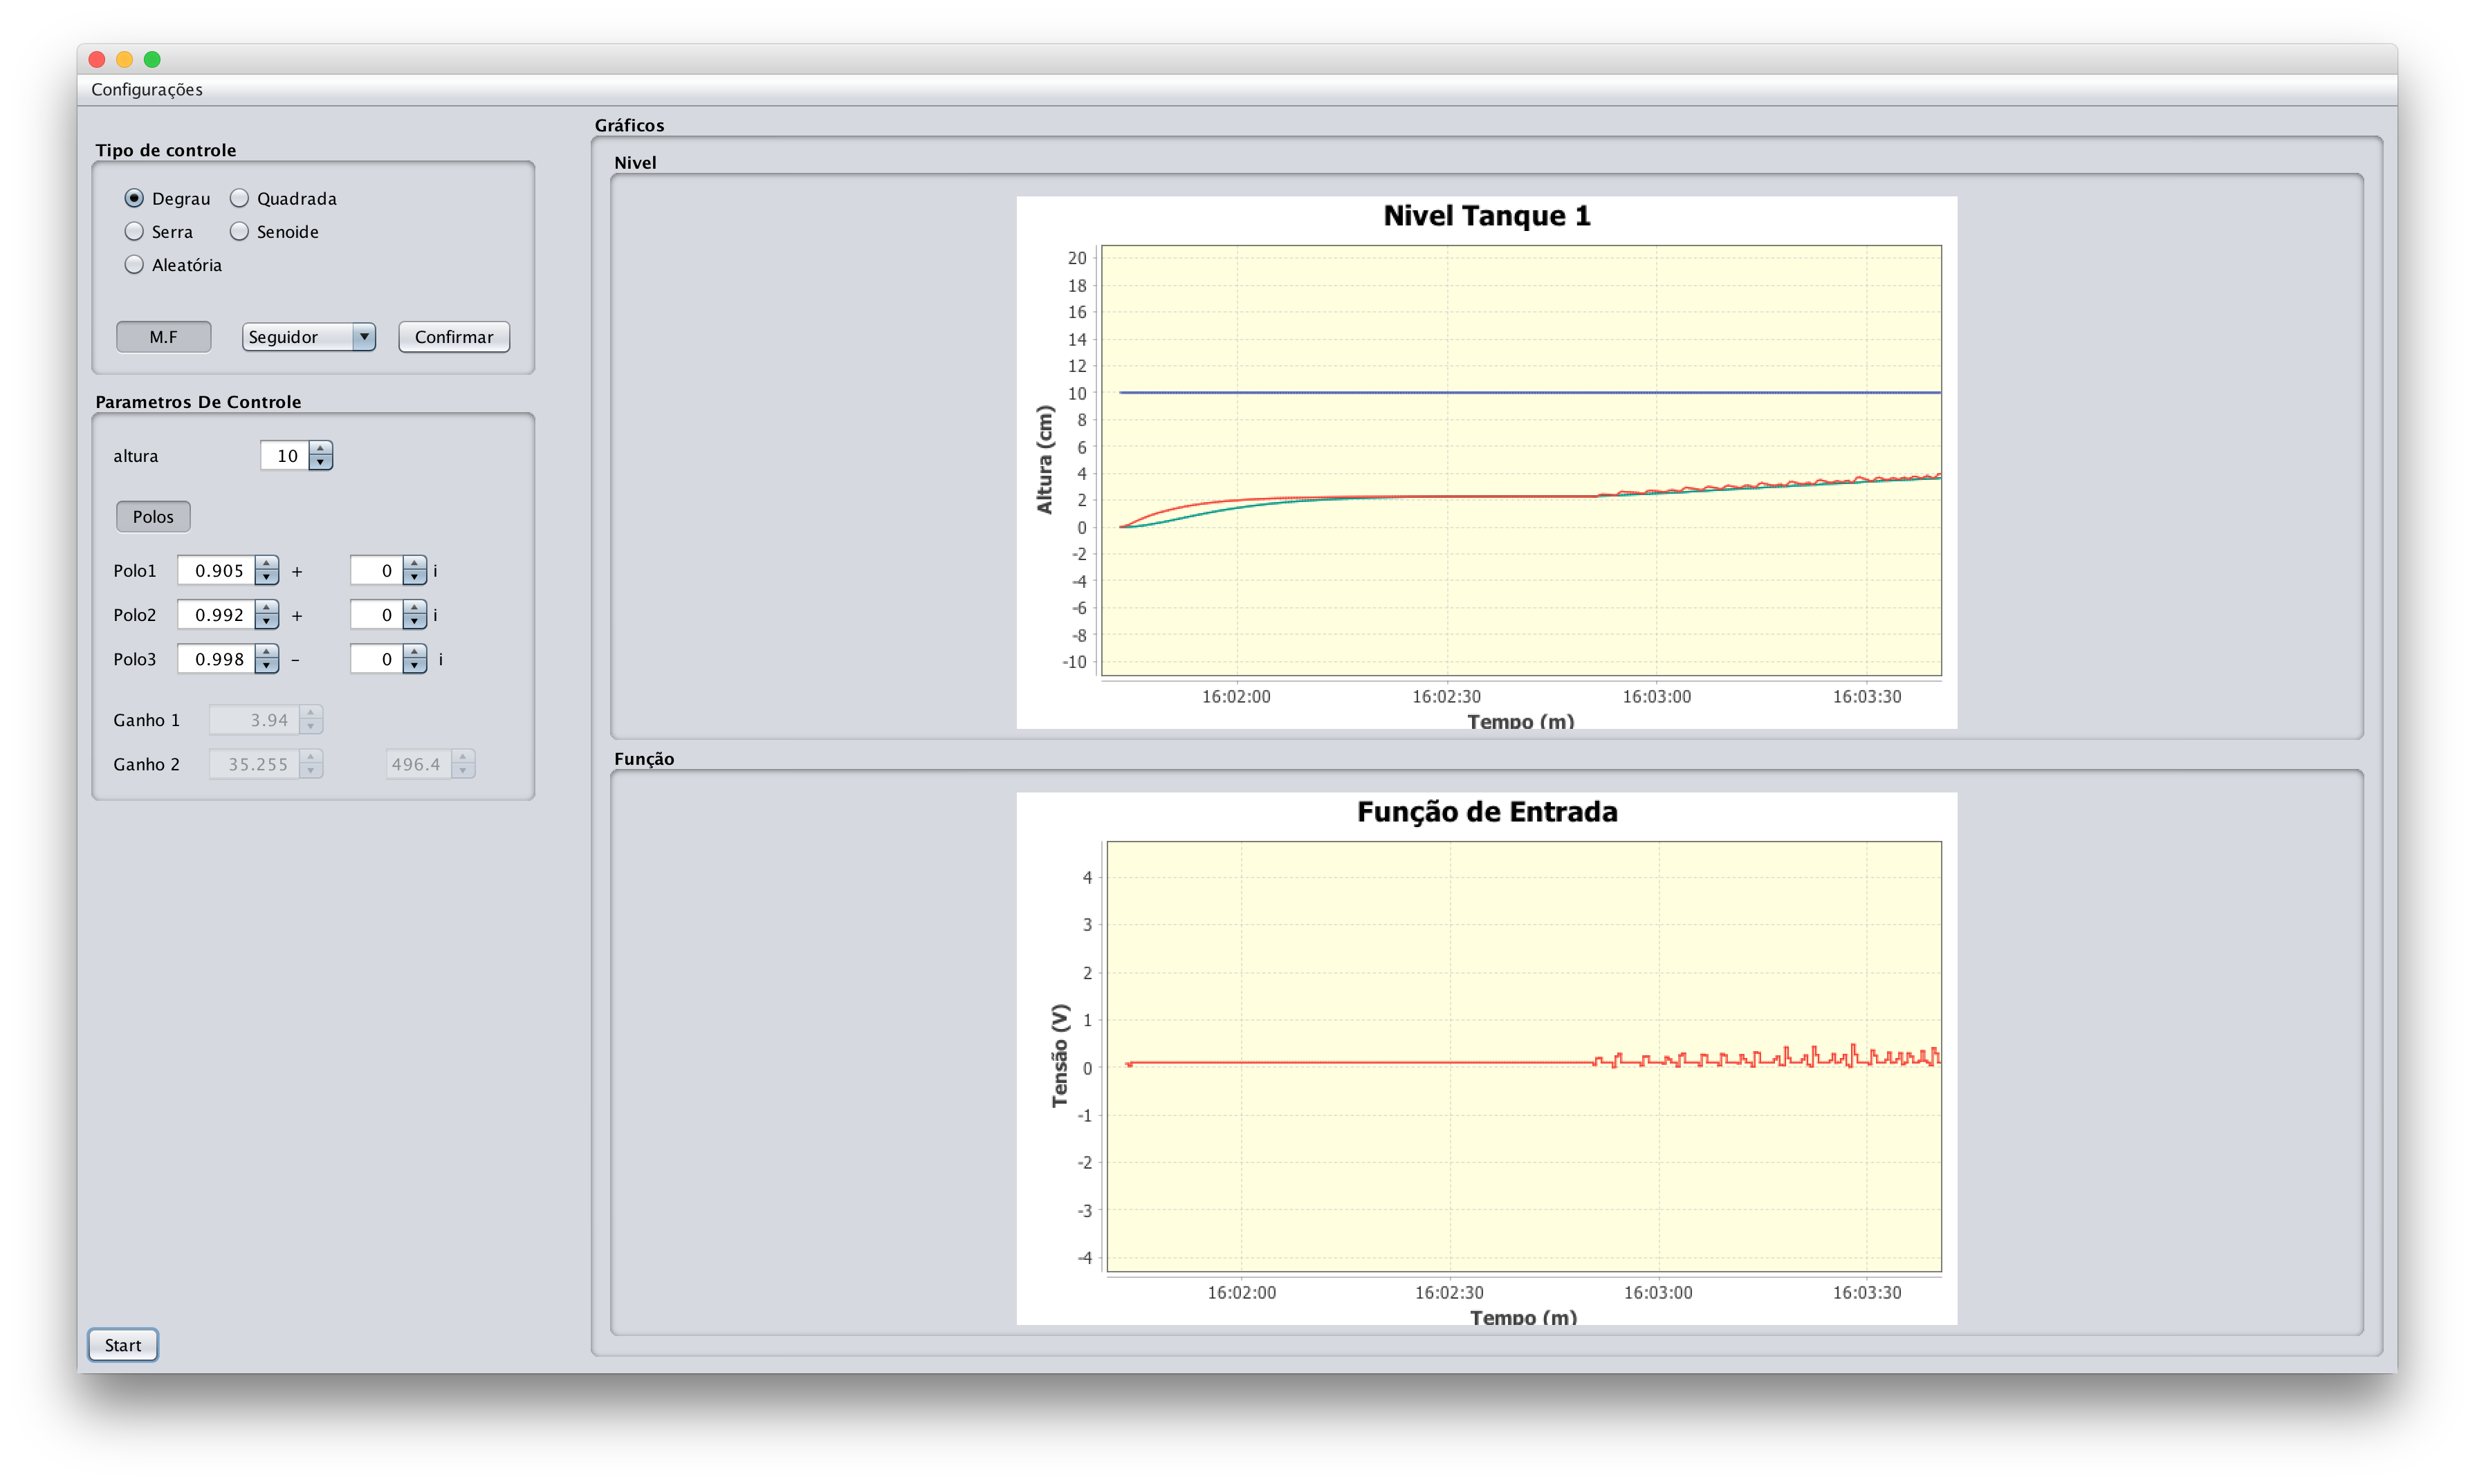 Configurações
Tipo de controle
Degrau Quadrada
Serra Senoide
Aleatória
M.F Seguidor Confirmar
Parametros De Controle
altura 10
Polos
Polo1 0.905 + 0 i
Polo2 0.992 + 0 i
Polo3 0.998 - 0 i
Ganho 1 3.94
Ganho 2 35.255 496.4
Start
Gráficos
Nivel
Nivel Tanque 1
Altura (cm)
20
18
16
14
12
10
8
6
4
2
0
-2
-4
-6
-8
-10
16:02:00 16:02:30 16:03:00 16:03:30
Tempo (m)
Função
Função de Entrada
Tensão (V)
4
3
2
1
0
-1
-2
-3
-4
16:02:00 16:02:30 16:03:00 16:03:30
Tempo (m)